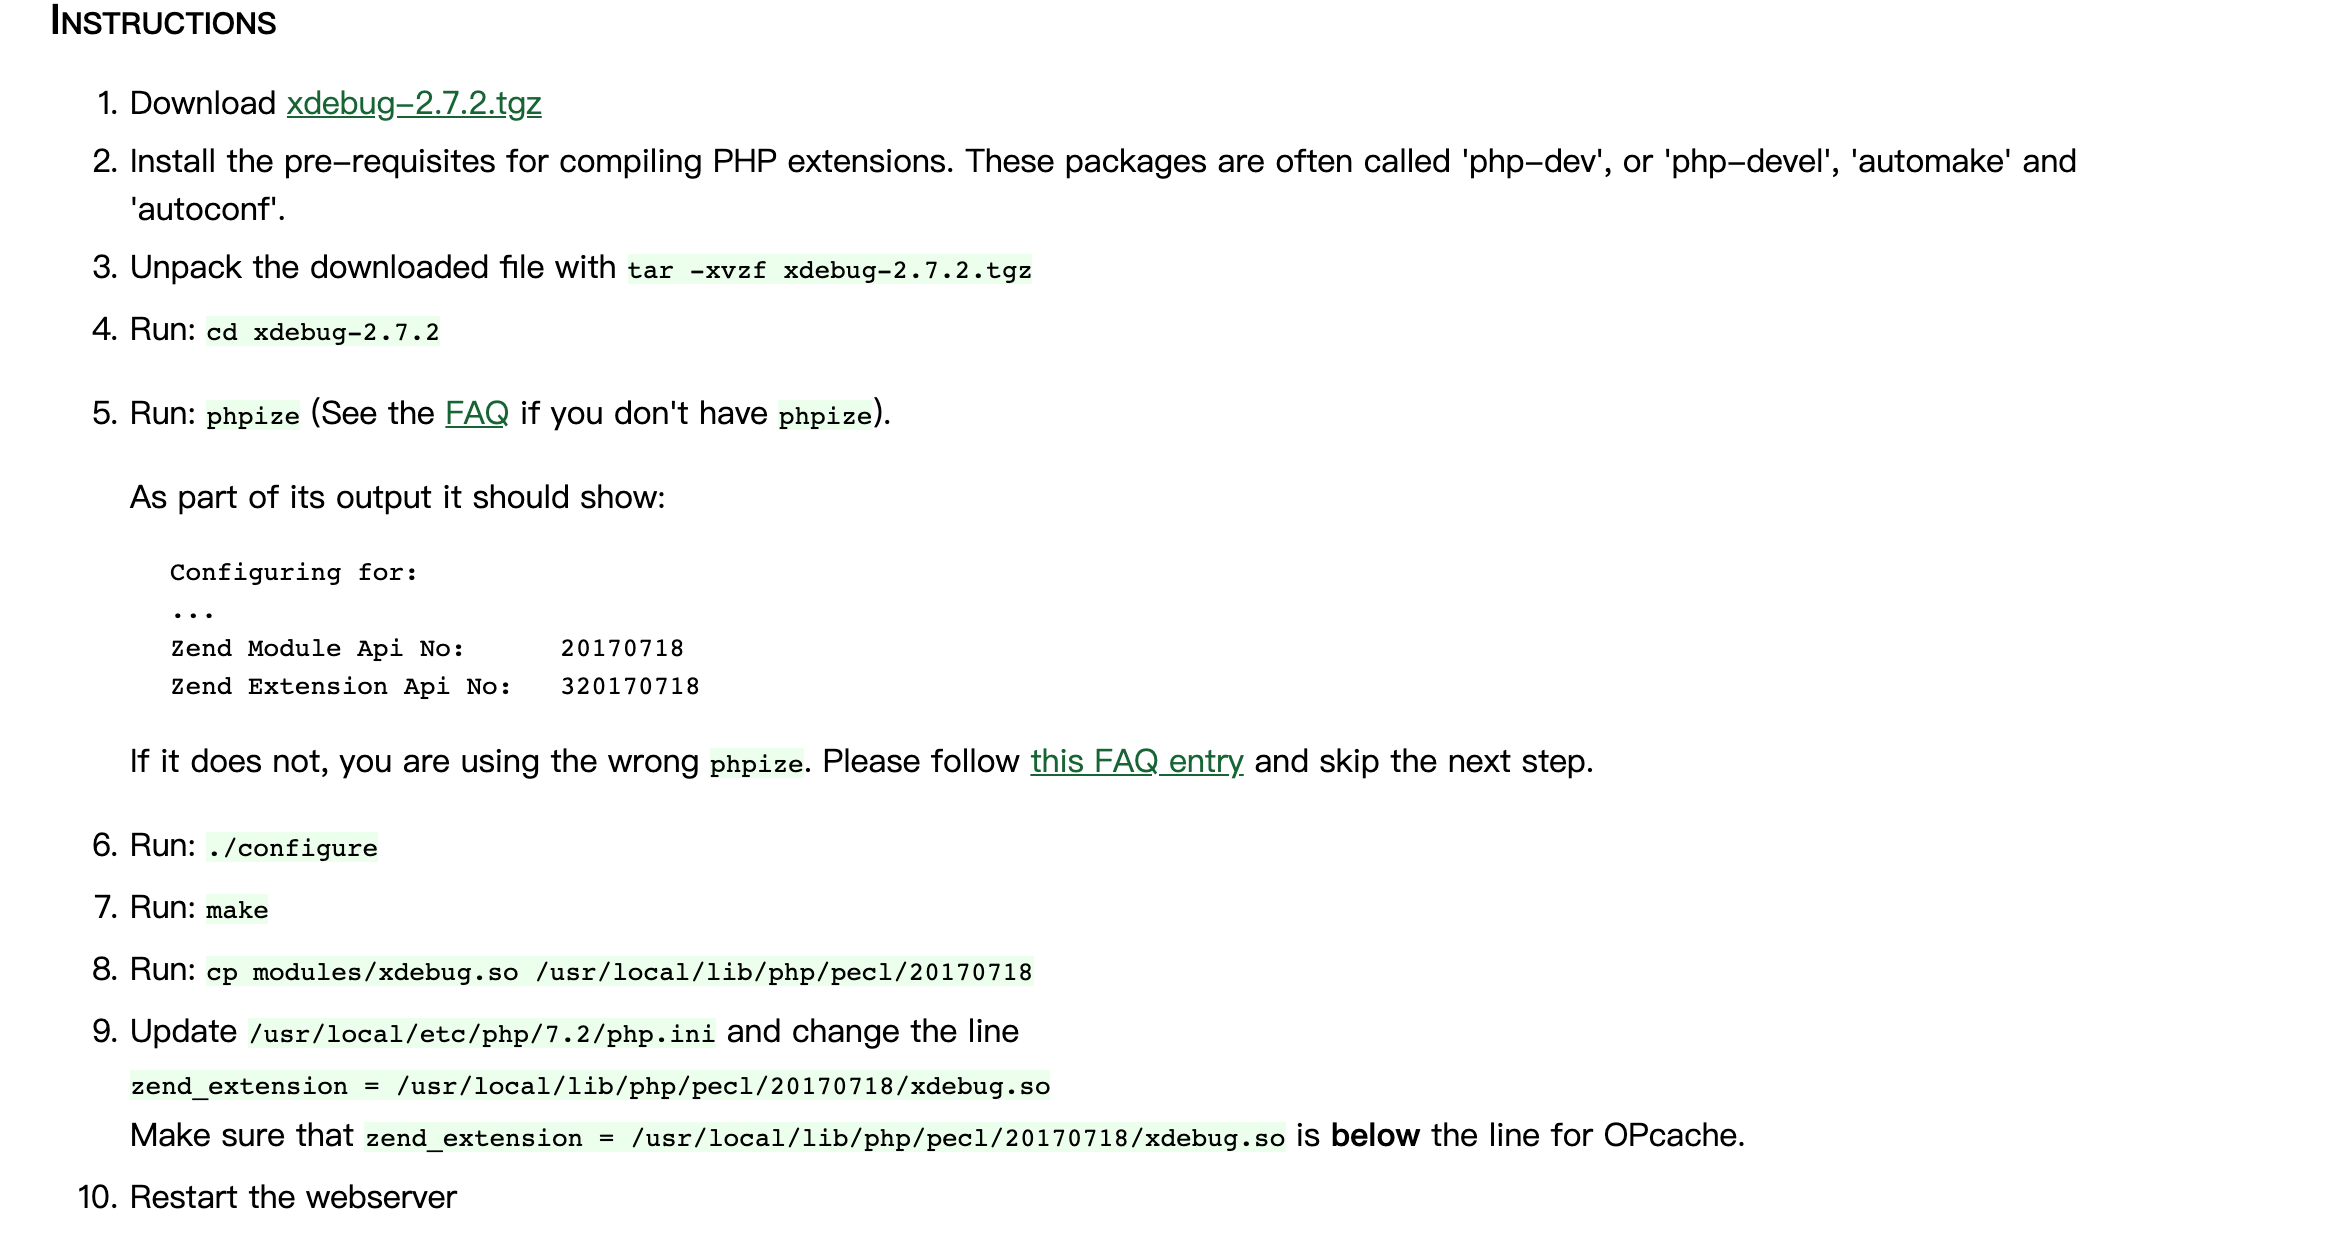 INSTRUCTIONS
1. Download xdebug-2.7.2.tgz
2. Install the pre-requisites for compiling PHP extensions. These packages are often called 'php-dev', or 'php-devel', 'automake' and
'autoconf'.
3. Unpack the downloaded file with tar -xvzf xdebug-2.7.2.tgz
4. Run: cd xdebug-2.7.2
5. Run: phpize (See the FAQ if you don't have phpize).
As part of its output it should show:
Configuring for:
...
Zend Module Api No:      20170718
Zend Extension Api No:   320170718
If it does not, you are using the wrong phpize. Please follow this FAQ entry and skip the next step.
6. Run: ./configure
7. Run: make
8. Run: cp modules/xdebug.so /usr/local/lib/php/pecl/20170718
9. Update /usr/local/etc/php/7.2/php.ini and change the line
zend_extension = /usr/local/lib/php/pecl/20170718/xdebug.so
Make sure that zend_extension = /usr/local/lib/php/pecl/20170718/xdebug.so is below the line for OPcache.
10. Restart the webserver